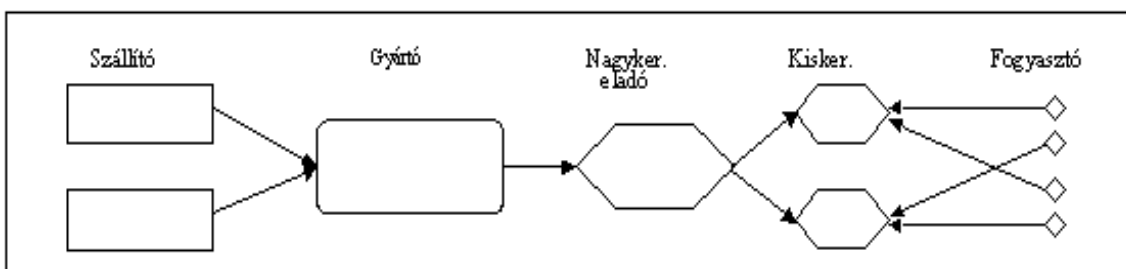 Szállító
Gyártó
Nagyker.
eladó
Kisker.
Fogyasztó